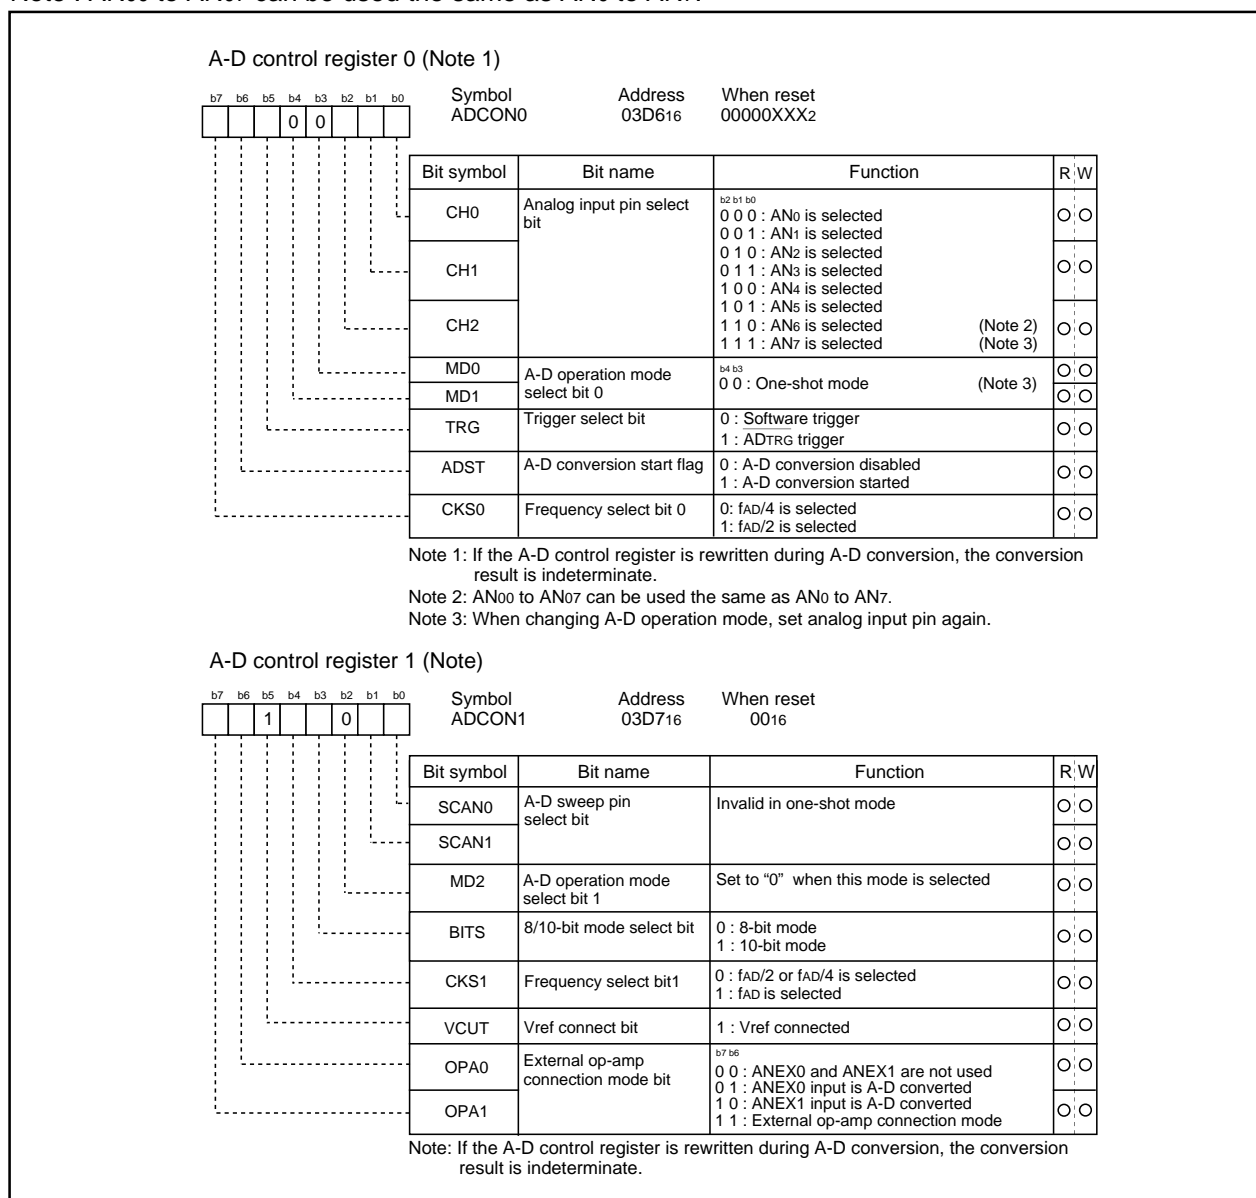 A-D control register 0 (Note 1)
b7 b6 b5 b4 b3 b2 b1 b0
0 0
Symbol Address When reset
ADCON0 03D616 00000XXX2
Bit symbol Bit name Function R W
CH0 Analog input pin select bit
b2 b1 b0
0 0 0 : AN0 is selected
0 0 1 : AN1 is selected
CH1
0 1 0 : AN2 is selected
0 1 1 : AN3 is selected
1 0 0 : AN4 is selected
1 0 1 : AN5 is selected
CH2
1 1 0 : AN6 is selected (Note 2)
1 1 1 : AN7 is selected (Note 3)
MD0
MD1
A-D operation mode
select bit 0
b4 b3
0 0 : One-shot mode (Note 3)
TRG Trigger select bit
0 : Software trigger
1 : ADTRG trigger
ADST A-D conversion start flag
0 : A-D conversion disabled
1 : A-D conversion started
CKS0 Frequency select bit 0
0: fAD/4 is selected
1: fAD/2 is selected
Note 1: If the A-D control register is rewritten during A-D conversion, the conversion
result is indeterminate.
Note 2: AN00 to AN07 can be used the same as AN0 to AN7.
Note 3: When changing A-D operation mode, set analog input pin again.
A-D control register 1 (Note)
b7 b6 b5 b4 b3 b2 b1 b0
1 0
Symbol Address When reset
ADCON1 03D716 0016
Bit symbol Bit name Function R W
SCAN0
SCAN1
A-D sweep pin
select bit
Invalid in one-shot mode
MD2
A-D operation mode
select bit 1
Set to “0” when this mode is selected
BITS 8/10-bit mode select bit
0 : 8-bit mode
1 : 10-bit mode
CKS1 Frequency select bit1
0 : fAD/2 or fAD/4 is selected
1 : fAD is selected
VCUT Vref connect bit 1 : Vref connected
OPA0
OPA1
External op-amp
connection mode bit
b7 b6
0 0 : ANEX0 and ANEX1 are not used
0 1 : ANEX0 input is A-D converted
1 0 : ANEX1 input is A-D converted
1 1 : External op-amp connection mode
Note: If the A-D control register is rewritten during A-D conversion, the conversion
result is indeterminate.